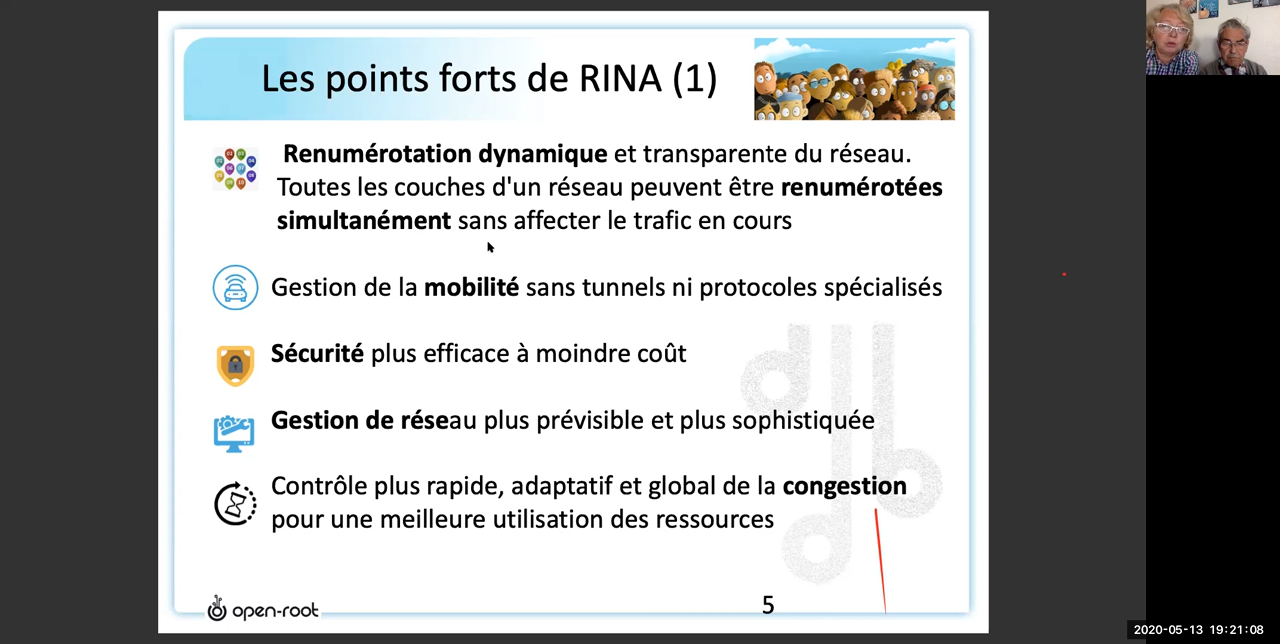 Les points forts de RINA (1)
Renumérotation dynamique et transparente du réseau.
Toutes les couches d'un réseau peuvent être renumérotées
simultanément sans affecter le trafic en cours
Gestion de la mobilité sans tunnels ni protocoles spécialisés
Sécurité plus efficace à moindre coût
Gestion de réseau plus prévisible et plus sophistiquée
Contrôle plus rapide, adaptatif et global de la congestion
pour une meilleure utilisation des ressources
open-root
5
2020-05-13 19:21:08